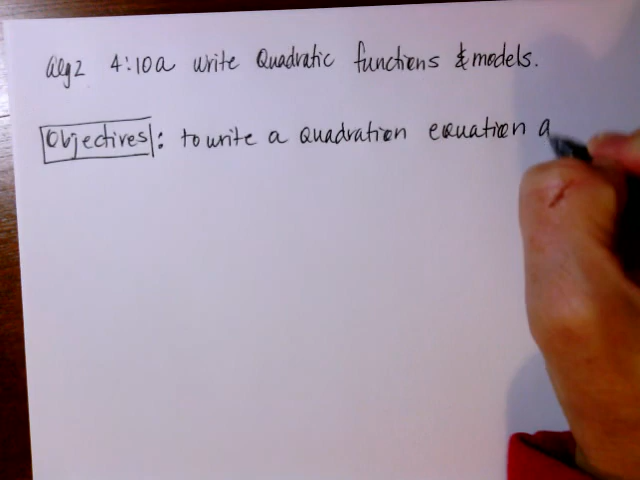 alg2 4:10a write Quadratic functions & models.
Objectives: to write a quadration equation a